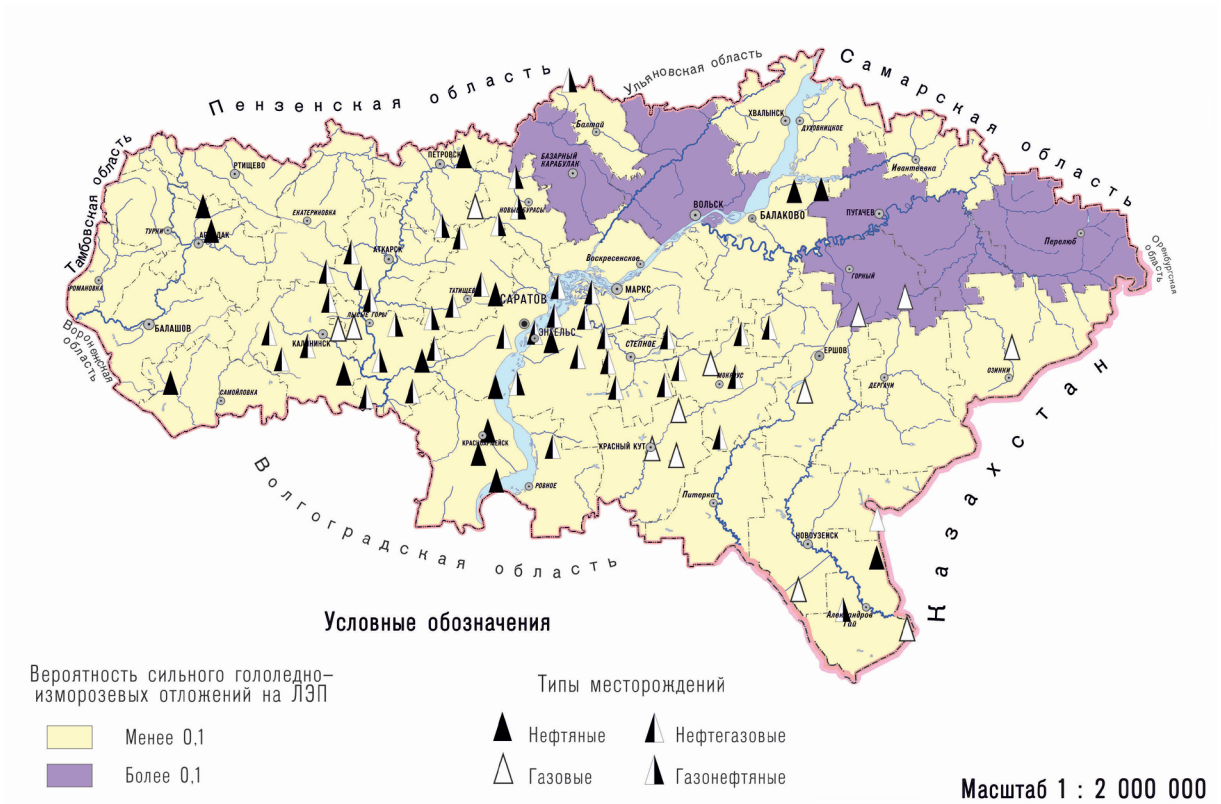 Пензенская область
Ульяновская область
Самарская область
Тамбовская область
Оренбургская
область
Воронежская
область
Волгоградская область
Казахстан
ХВАЛЫНСК
ДУХОВНИЦКОЕ
Балтай
ПЕТРОВСК
БАЗАРНЫЙ
КАРАБУЛАК
Ивантеевка
РТИЩЕВО
НОВЫЕ БУРАСЫ
ВОЛЬСК
БАЛАКОВО
ПУГАЧЕВ
ЕКАТЕРИНОВКА
ТУРКИ
АРКАДАК
Перелюб
АТКАРСК
Воскресенское
ГОРНЫЙ
РОМАНОВКА
ТАТИЩЕВО
САРАТОВ
МАРКС
БАЛАШОВ
ЛЫСЫЕ ГОРЫ
ЭНГЕЛЬС
КАЛИНИНСК
СТЕПНОЕ
ЕРШОВ
МОКРОУС
ДЕРГАЧИ
ОЗИНКИ
САМОЙЛОВКА
КРАСНОАРМЕЙСК
КРАСНЫЙ КУТ
РОВНОЕ
Питерка
НОВОУЗЕНСК
Александров
Гай
Условные обозначения
Вероятность сильного гололедно–
изморозевых отложений на ЛЭП
Менее 0,1
Более 0,1
Типы месторождений
Нефтяные
Нефтегазовые
Газовые
Газонефтяные
Масштаб 1 : 2 000 000